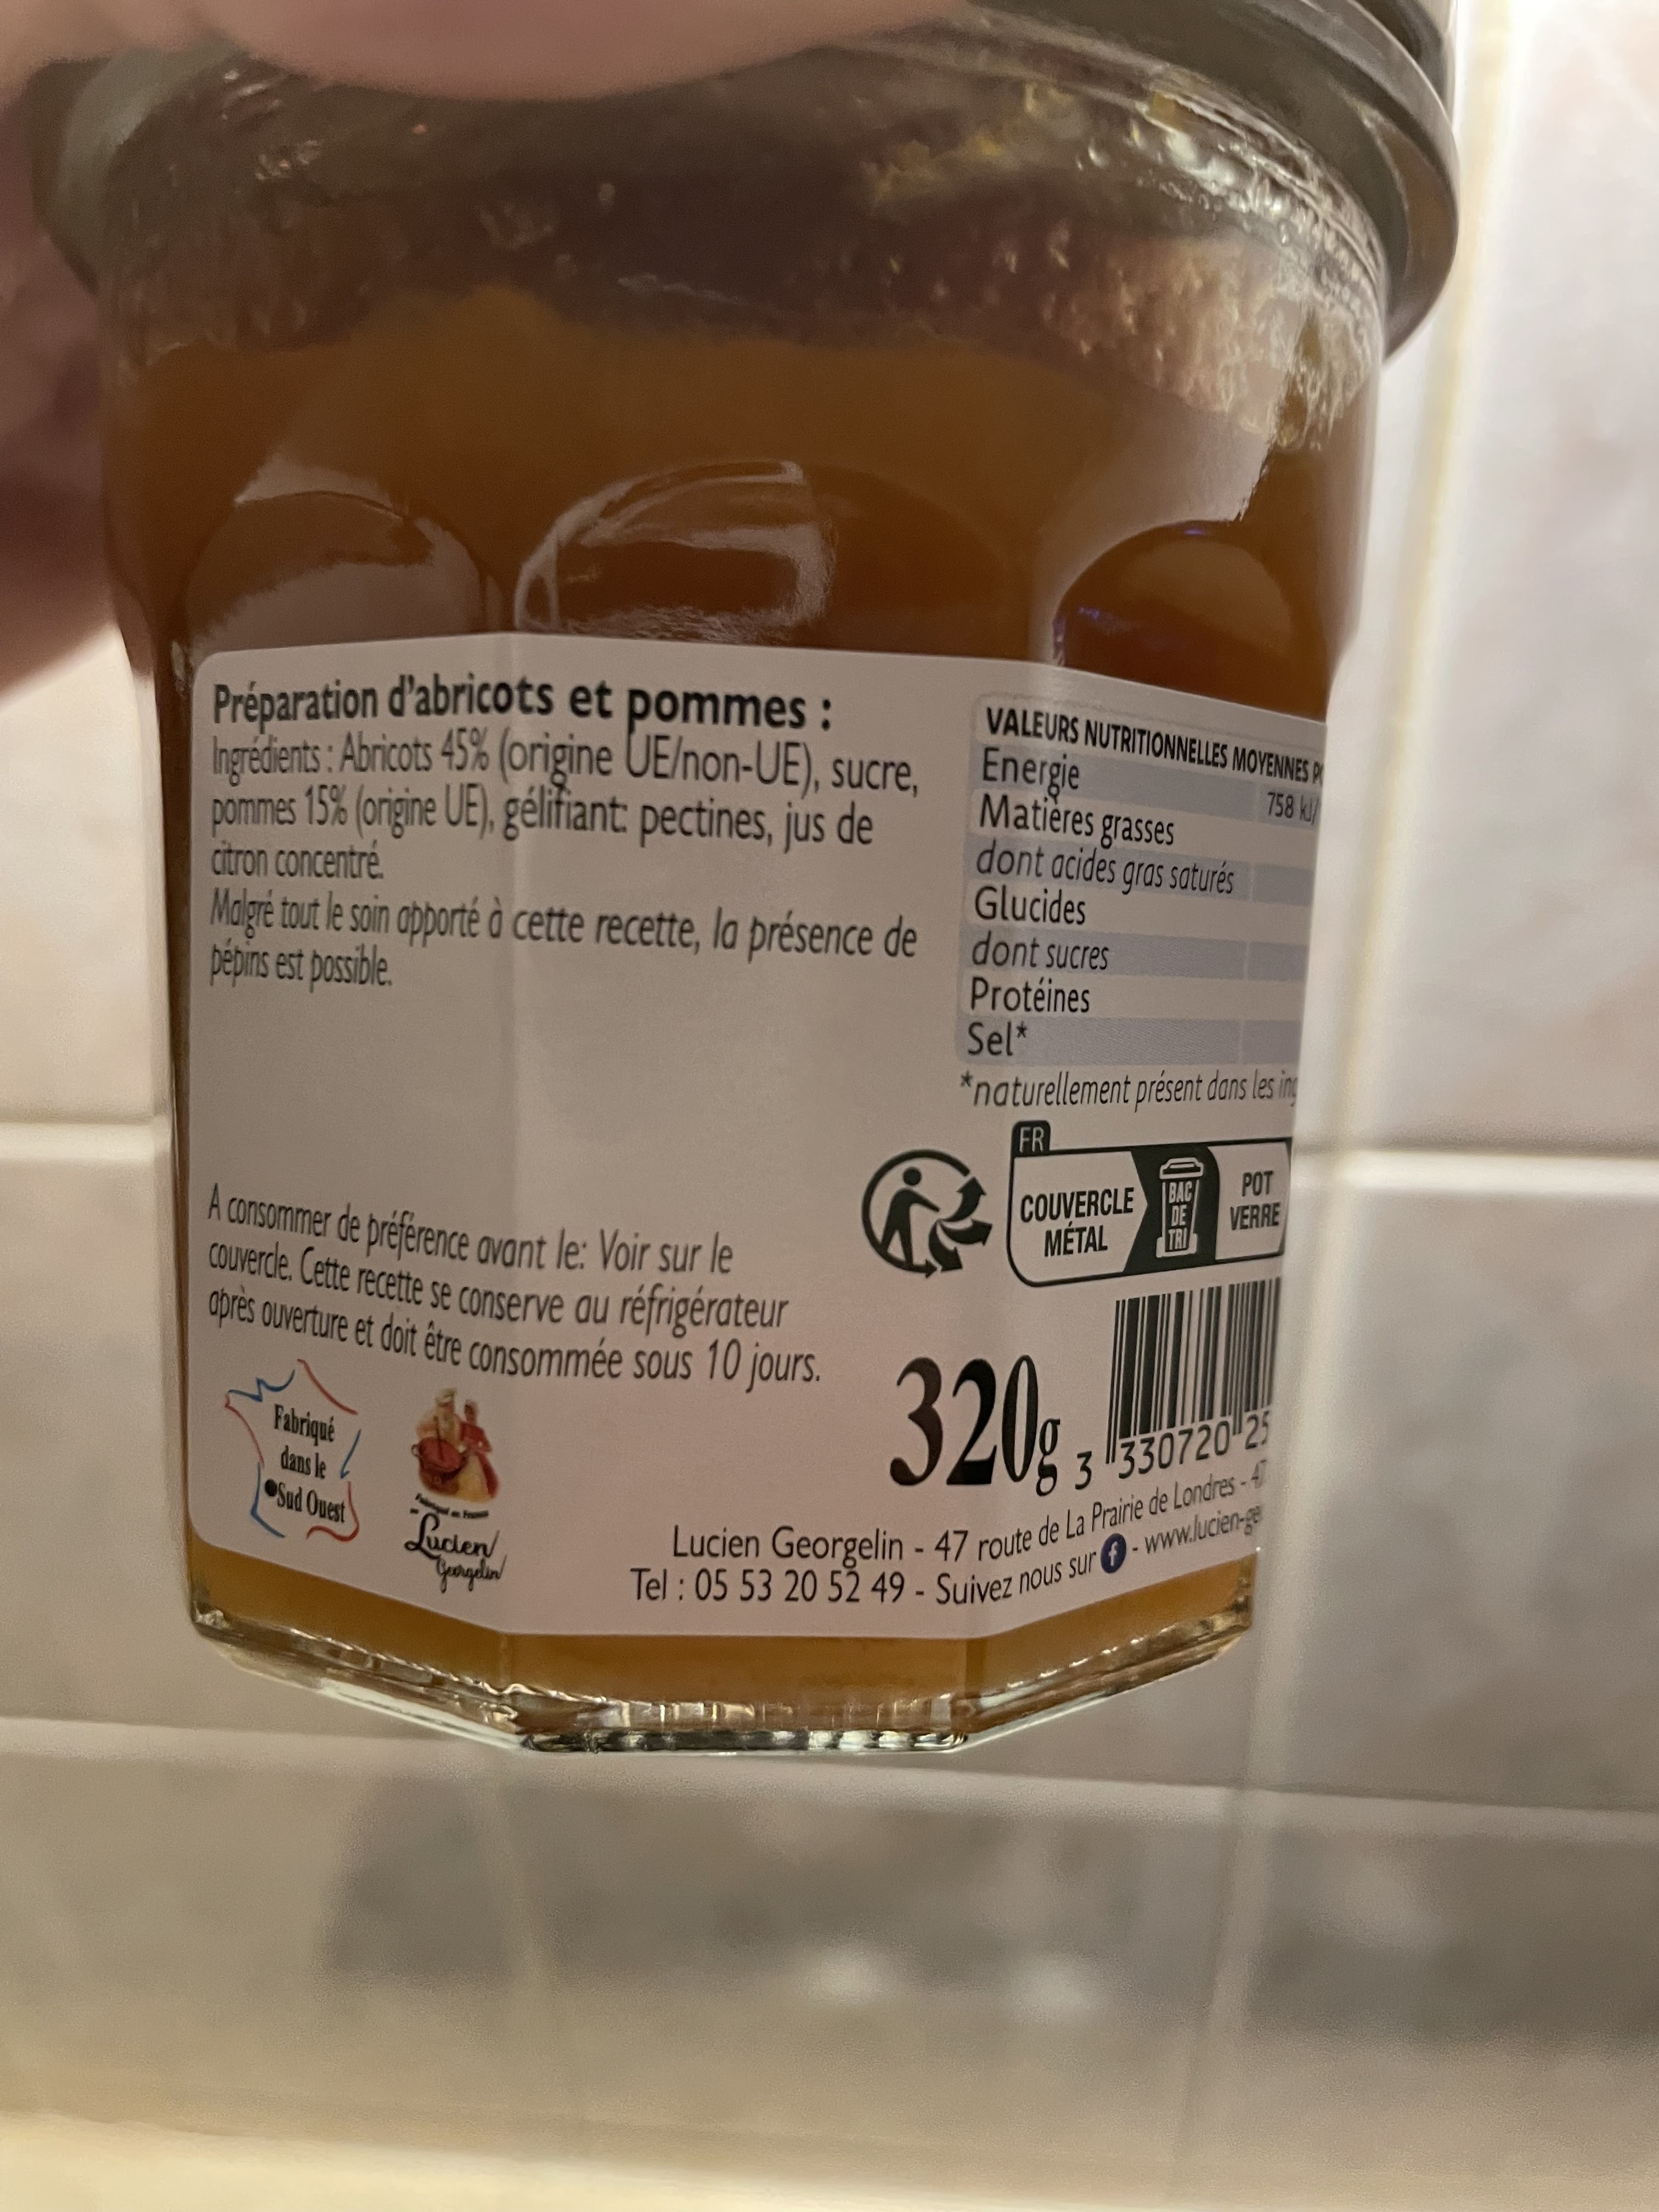 Préparation d'abricots et pommes :
Ingrédients : Abricots 45% (origine UE/non-UE), sucre,
pommes 15% (origine UE), gélifiant: pectines, jus de
citron concentré.
Malgré tout le soin apporté à cette recette, la présence de
pépins est possible.
A consommer de préférence avant le: Voir sur le
couvercle. Cette recette se conserve au réfrigérateur
après ouverture et doit être consommée sous 10 jours.
Fabriqué
dans le
Sud Ouest
Fabriqué en France
Lucien
Georgelin
VALEURS NUTRITIONNELLES MOYENNES
Energie
758 kJ/
Matières grasses
dont acides gras saturés
Glucides
dont sucres
Protéines
Sel*
*naturellement présent dans les
FR
COUVERCLE
MÉTAL
BAC
DE
TRI
POT
VERRE
320g
3 330720 25
Lucien Georgelin - 47 route de La Prairie de Londres - 47
Tel : 05 53 20 52 49 - Suivez nous sur f - www.lucien-ge